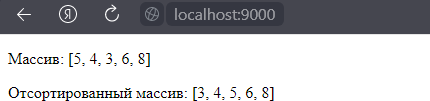 localhost:9000
Массив: [5, 4, 3, 6, 8]
Отсортированный массив: [3, 4, 5, 6, 8]